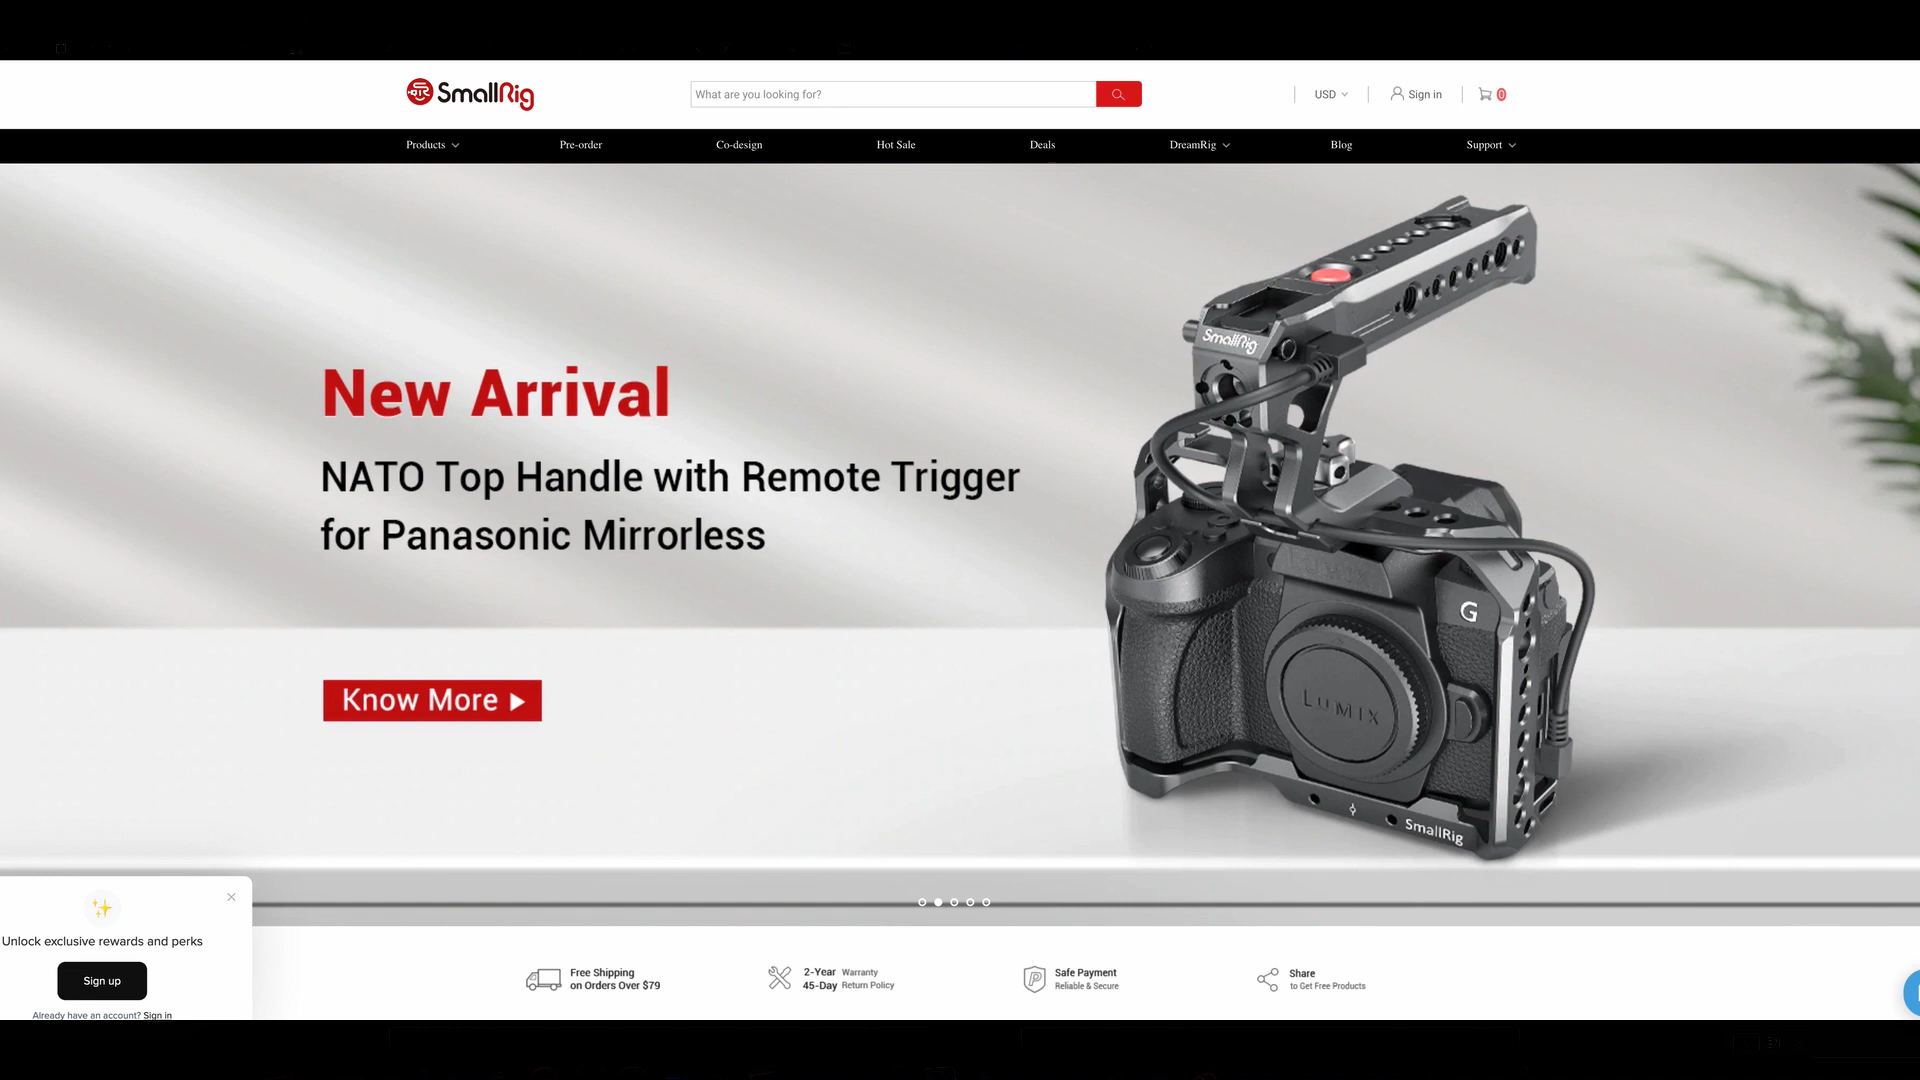 SmallRig
What are you looking for?
USD
Sign in
0
Products
Pre-order
Co-design
Hot Sale
Deals
DreamRig
Blog
Support
SmallRig
New Arrival
NATO Top Handle with Remote Trigger
for Panasonic Mirrorless
LUMIX
G
Know More
LUMIX
SmallRig
Unlock exclusive rewards and perks
Sign up
Already have an account? Sign in
Free Shipping
on Orders Over $79
2-Year Warranty
45-Day Return Policy
Safe Payment
Reliable & Secure
Share
to Get Free Products